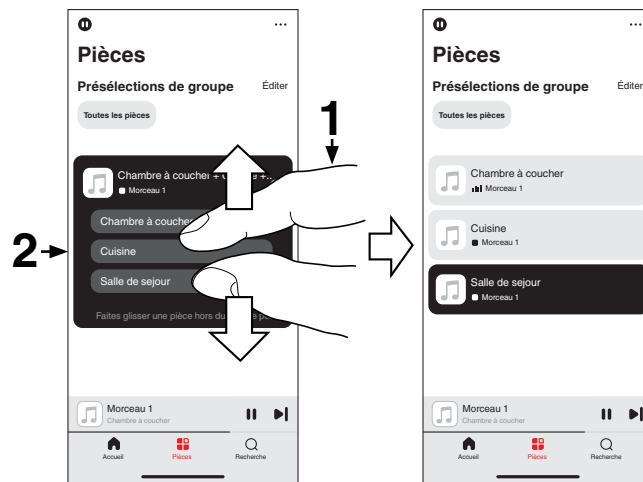 Pièces
Présélections de groupe Éditer
Toutes les pièces
1
Chambre à coucher +
Morceau 1
Chambre à coucher
2
Cuisine
Salle de sejour
Faites glisser une pièce hors du
Morceau 1
Chambre à coucher
Accueil Pièces Recherche
Pièces
Présélections de groupe Éditer
Toutes les pièces
Chambre à coucher
Morceau 1
Cuisine
Morceau 1
Salle de sejour
Morceau 1
Morceau 1
Chambre à coucher
Accueil Pièces Recherche